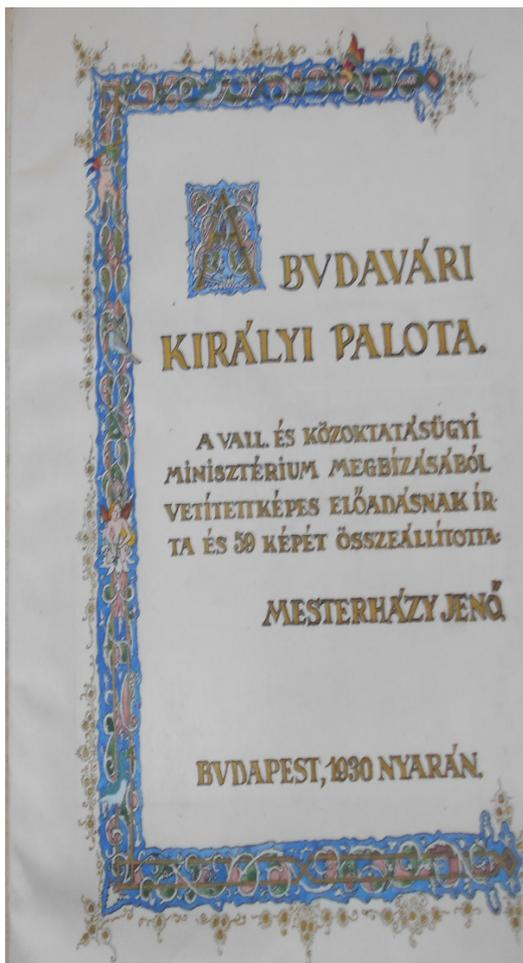 A BVDAVÁRI
KIRÁLYI PALOTA.
A VALL. ÉS KÖZOKTATÁSÜGYI
MINISZTÉRIUM MEGBÍZÁSÁBÓL
VETÍTETTKÉPES ELŐADÁSNAK ÍR-
TA ÉS 59 KÉPÉT ÖSSZEÁLLÍTOTTA:
MESTERHÁZY JENŐ.
BVDAPEST, 1930 NYARÁN.